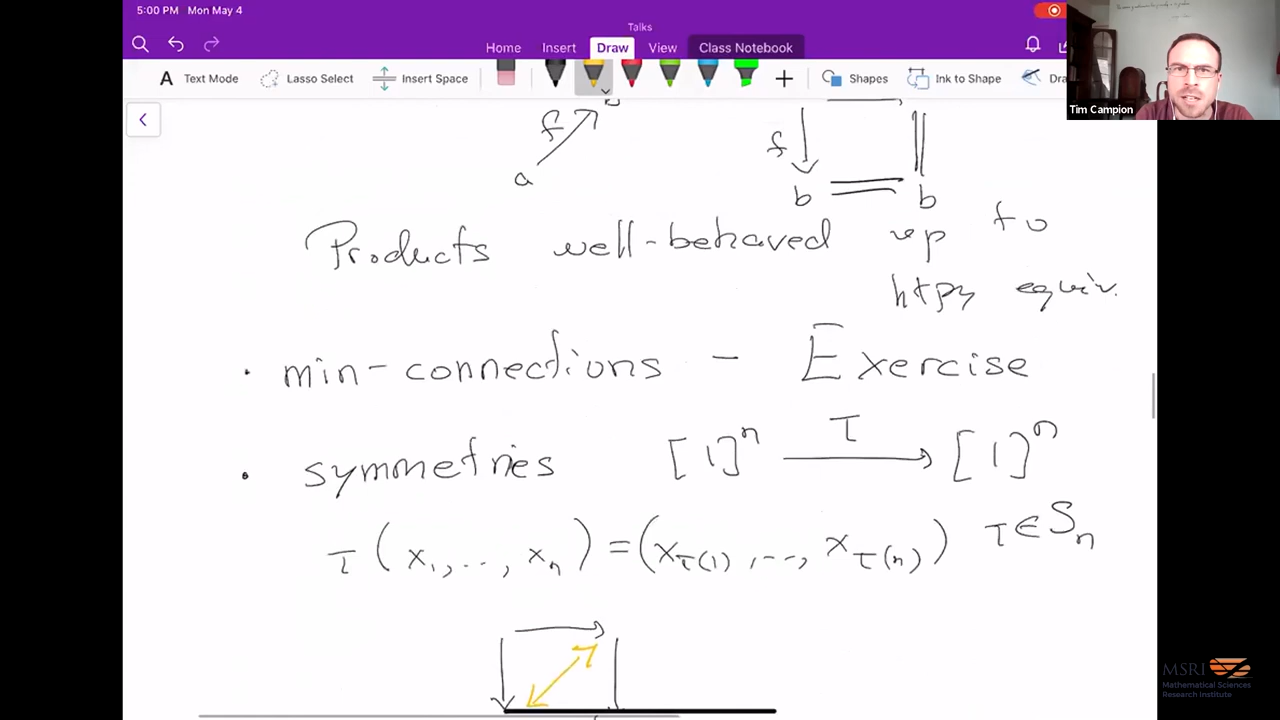 5:00 PM Mon May 4
Talks
Home Insert Draw View Class Notebook
Text Mode Lasso Select Insert Space Shapes Ink to Shape Dra
Tim Campion
f
a
f
b b
Products well-behaved up to
htpy equiv.
· min-connections - Exercise
· symmetries [1]^n τ → [1]^n
τ(x₁,..., xₙ) = (x_τ(1),..., x_τ(n)) τ ∈ Sₙ
MSRI
Mathematical Sciences
Research Institute